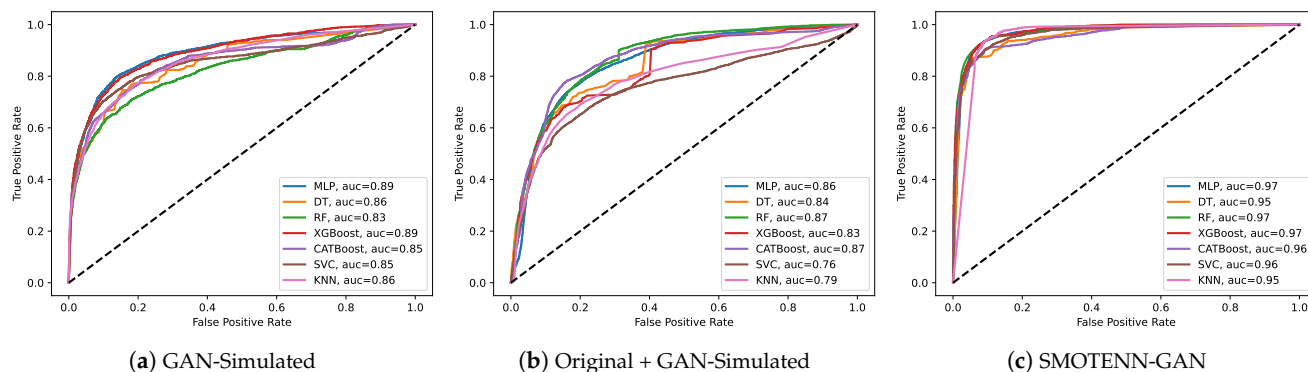 1.0
0.8
0.6
0.4
0.2
0.0
True Positive Rate
MLP, auc=0.89
DT, auc=0.86
RF, auc=0.83
XGBoost, auc=0.89
CATBoost, auc=0.85
SVC, auc=0.85
KNN, auc=0.86
0.0 0.2 0.4 0.6 0.8 1.0
False Positive Rate
(a) GAN-Simulated
1.0
0.8
0.6
0.4
0.2
0.0
True Positive Rate
MLP, auc=0.86
DT, auc=0.84
RF, auc=0.87
XGBoost, auc=0.83
CATBoost, auc=0.87
SVC, auc=0.76
KNN, auc=0.79
0.0 0.2 0.4 0.6 0.8 1.0
False Positive Rate
(b) Original + GAN-Simulated
1.0
0.8
0.6
0.4
0.2
0.0
True Positive Rate
MLP, auc=0.97
DT, auc=0.95
RF, auc=0.97
XGBoost, auc=0.97
CATBoost, auc=0.96
SVC, auc=0.96
KNN, auc=0.95
0.0 0.2 0.4 0.6 0.8 1.0
False Positive Rate
(c) SMOTENN-GAN